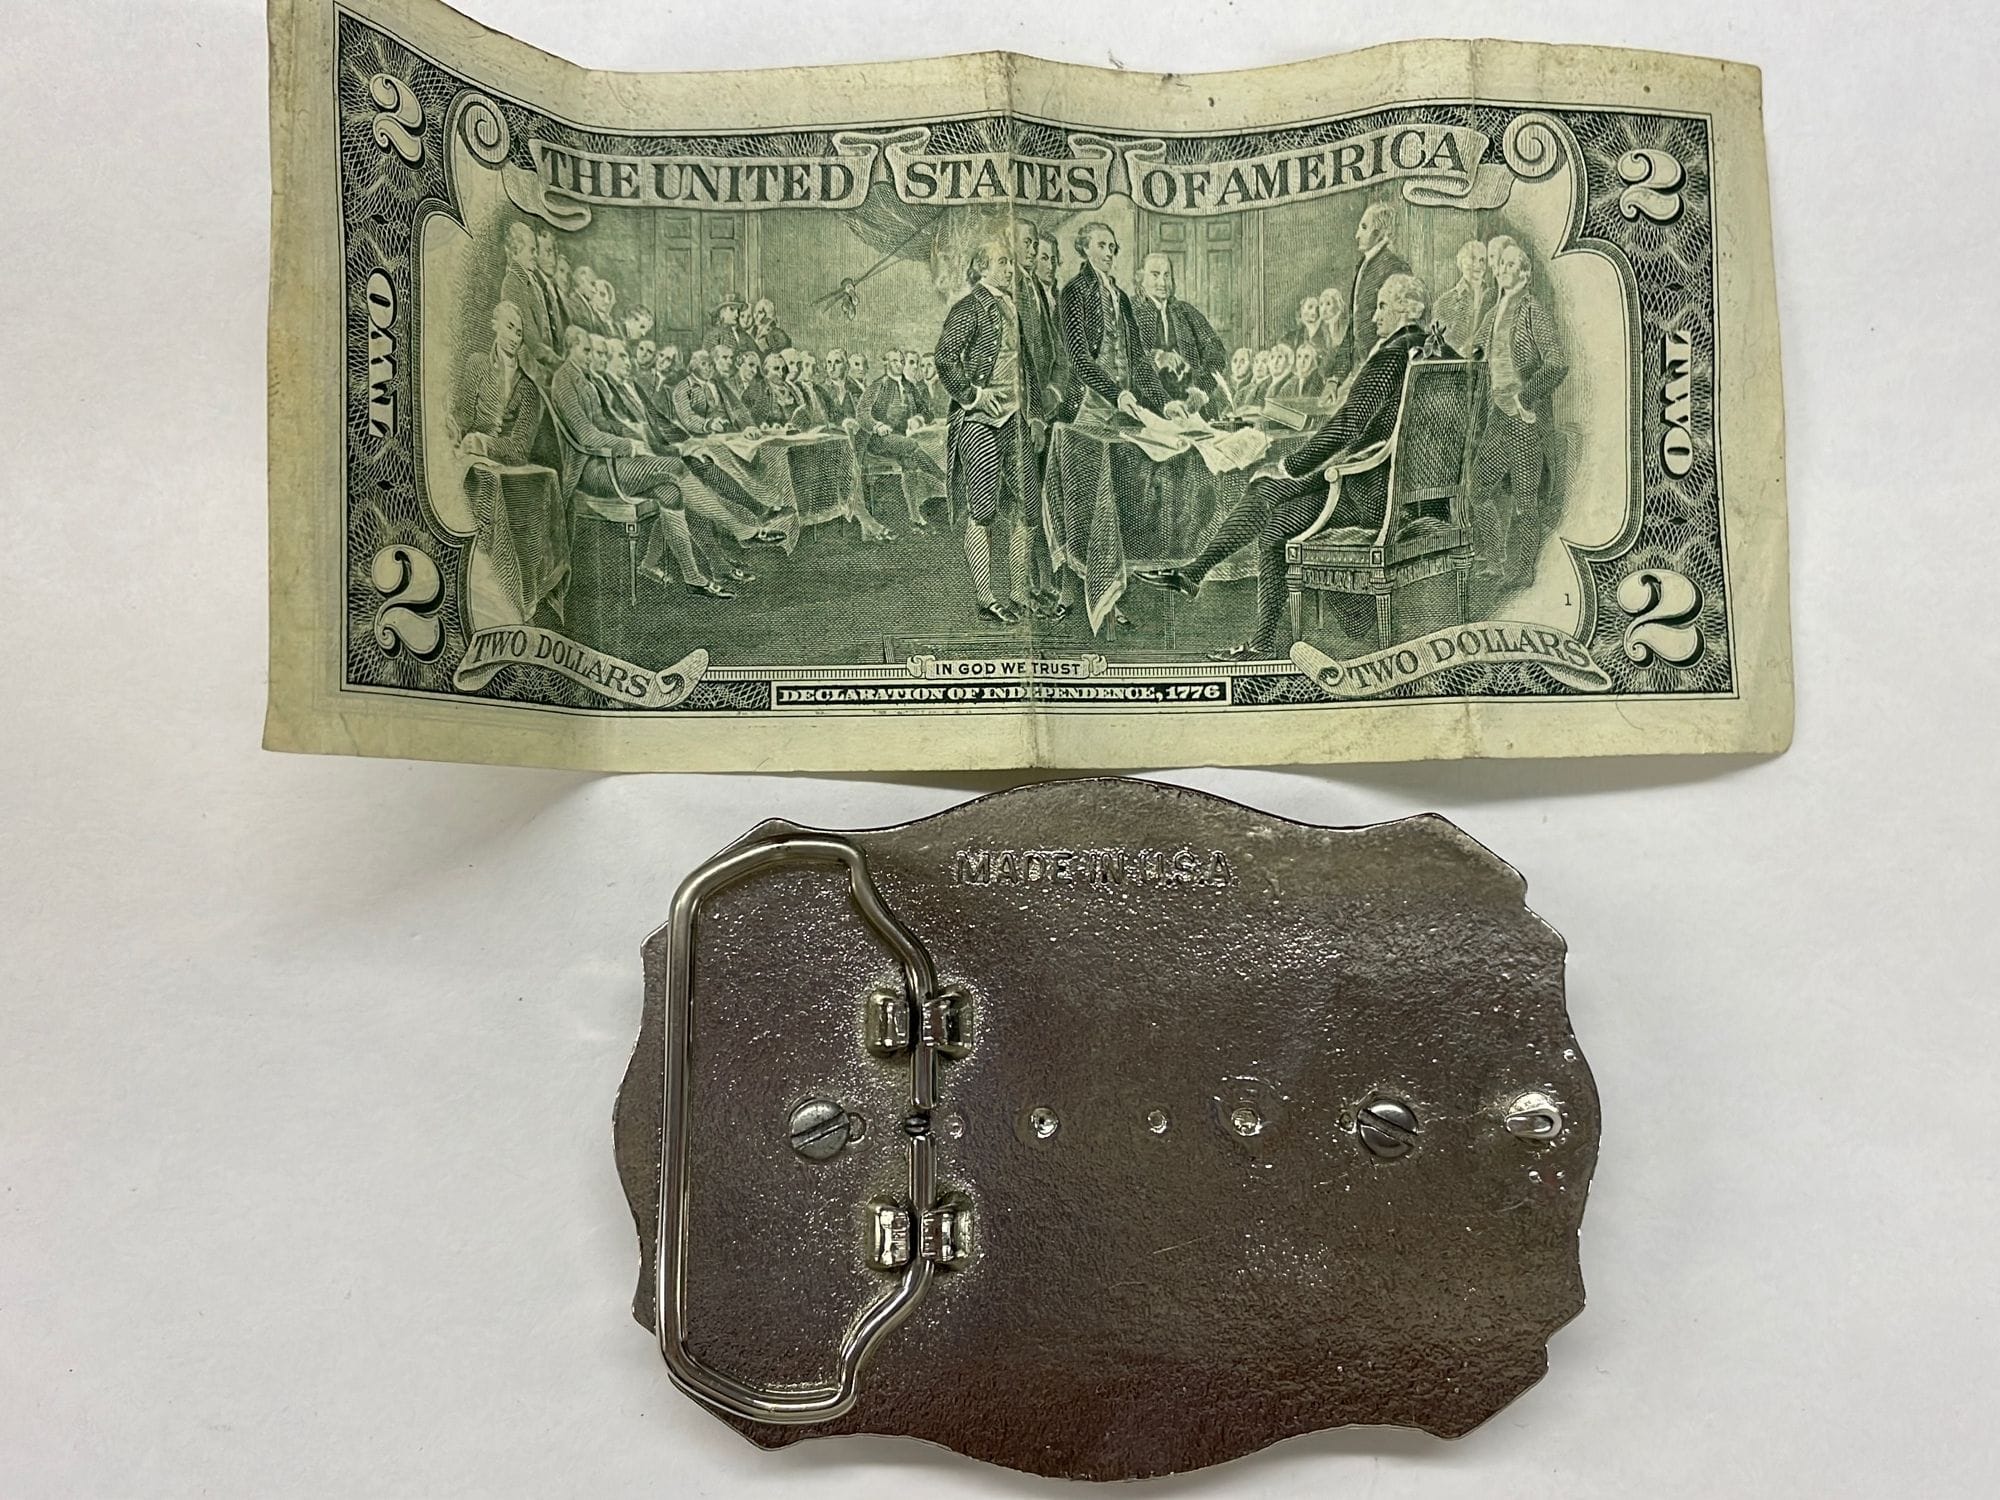 2 2
THE UNITED STATES OF AMERICA
TWO TWO
1
2 2
TWO DOLLARS TWO DOLLARS
IN GOD WE TRUST
DECLARATION OF INDEPENDENCE, 1776
MADE IN U.S.A